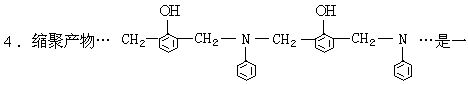 OH OH
4．缩聚产物… CH₂ CH₂ — N — CH₂ CH₂ — N …是一